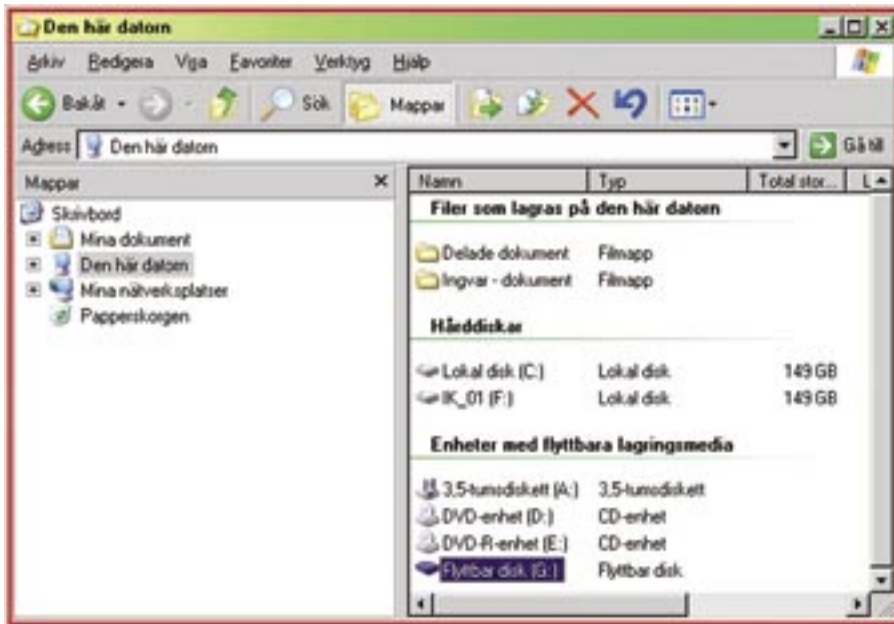 Den här datorn
Arkiv Redigera Visa Favoriter Verktyg Hjälp
Bakåt Sök Mappar
Adress Den här datorn Gå till
Mappar
Skrivbord
Mina dokument
Den här datorn
Mina nätverksplatser
Papperskorgen
Namn Typ Total stor... L
Filer som lagras på den här datorn
Delade dokument Filmapp
Ingvar - dokument Filmapp
Hårddiskar
Lokal disk (C:) Lokal disk 149 GB
IK_01 (F:) Lokal disk 149 GB
Enheter med flyttbara lagringsmedia
3,5-tumsdiskett (A:) 3,5-tumsdiskett
DVD-enhet (D:) CD-enhet
DVD-R-enhet (E:) CD-enhet
Flyttbar disk (G:) Flyttbar disk